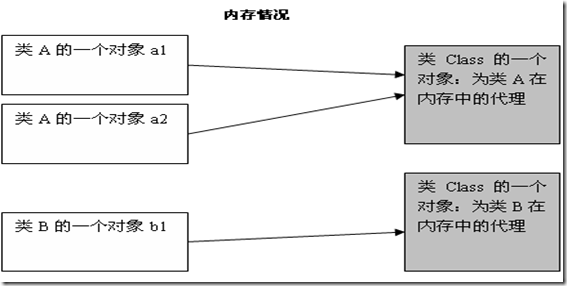 内存情况
类 A 的一个对象 a1
类 A 的一个对象 a2
类 B 的一个对象 b1
类 Class 的一个
对象：为类 A 在
内存中的代理
类 Class 的一个
对象：为类 B 在
内存中的代理